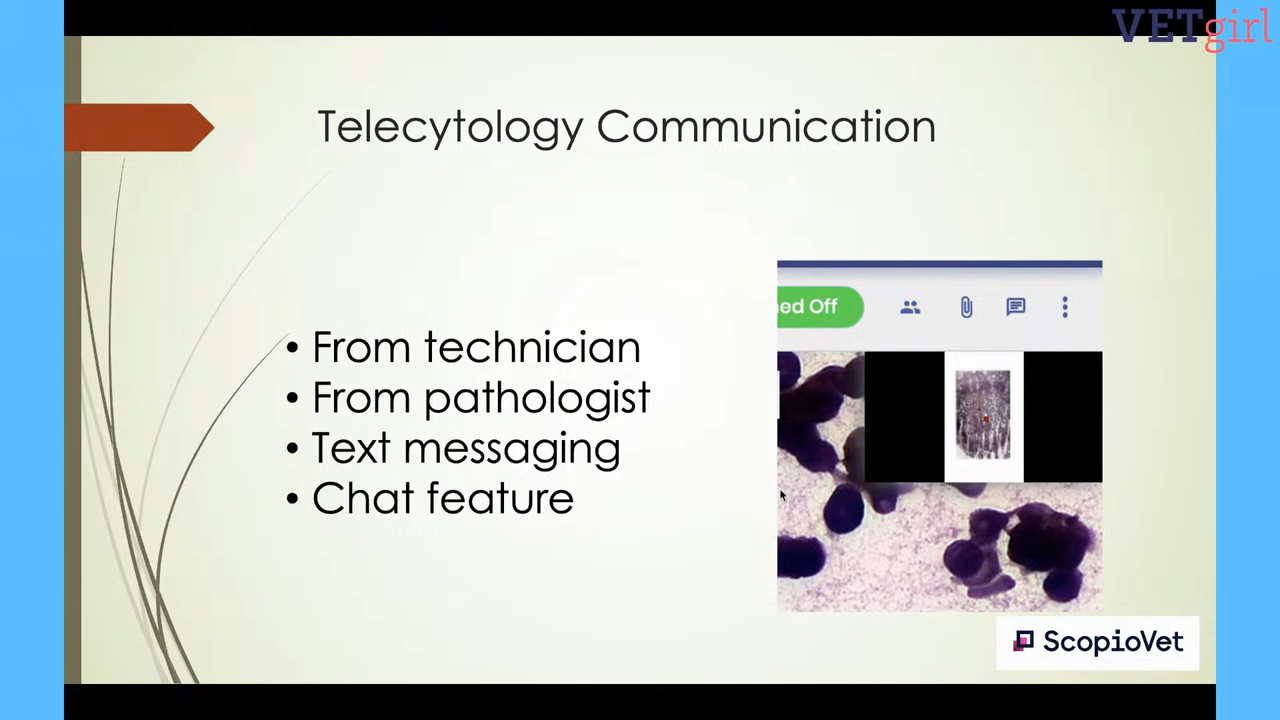 VETgirl
Telecytology Communication
• From technician
• From pathologist
• Text messaging
• Chat feature
ed Off
ScopioVet